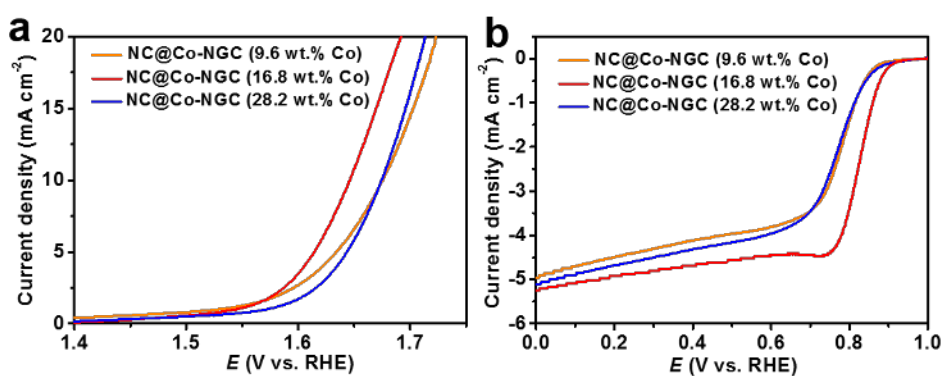 a
20
15
10
5
0
Current density (mA cm⁻²)
NC@Co-NGC (9.6 wt.% Co)
NC@Co-NGC (16.8 wt.% Co)
NC@Co-NGC (28.2 wt.% Co)
1.4 1.5 1.6 1.7
E (V vs. RHE)
b
0
-1
-2
-3
-4
-5
-6
Current density (mA cm⁻²)
NC@Co-NGC (9.6 wt.% Co)
NC@Co-NGC (16.8 wt.% Co)
NC@Co-NGC (28.2 wt.% Co)
0.0 0.2 0.4 0.6 0.8 1.0
E (V vs. RHE)